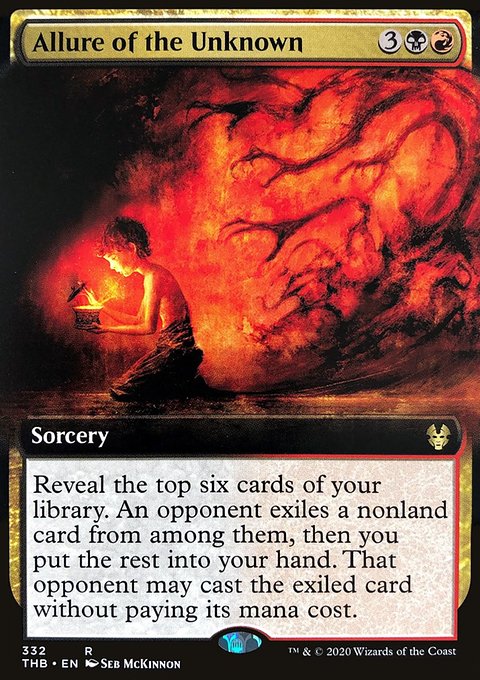 Allure of the Unknown 3
Sorcery
Reveal the top six cards of your
library. An opponent exiles a nonland
card from among them, then you
put the rest into your hand. That
opponent may cast the exiled card
without paying its mana cost.
332 R
THB • EN Seb McKinnon
™ & © 2020 Wizards of the Coast